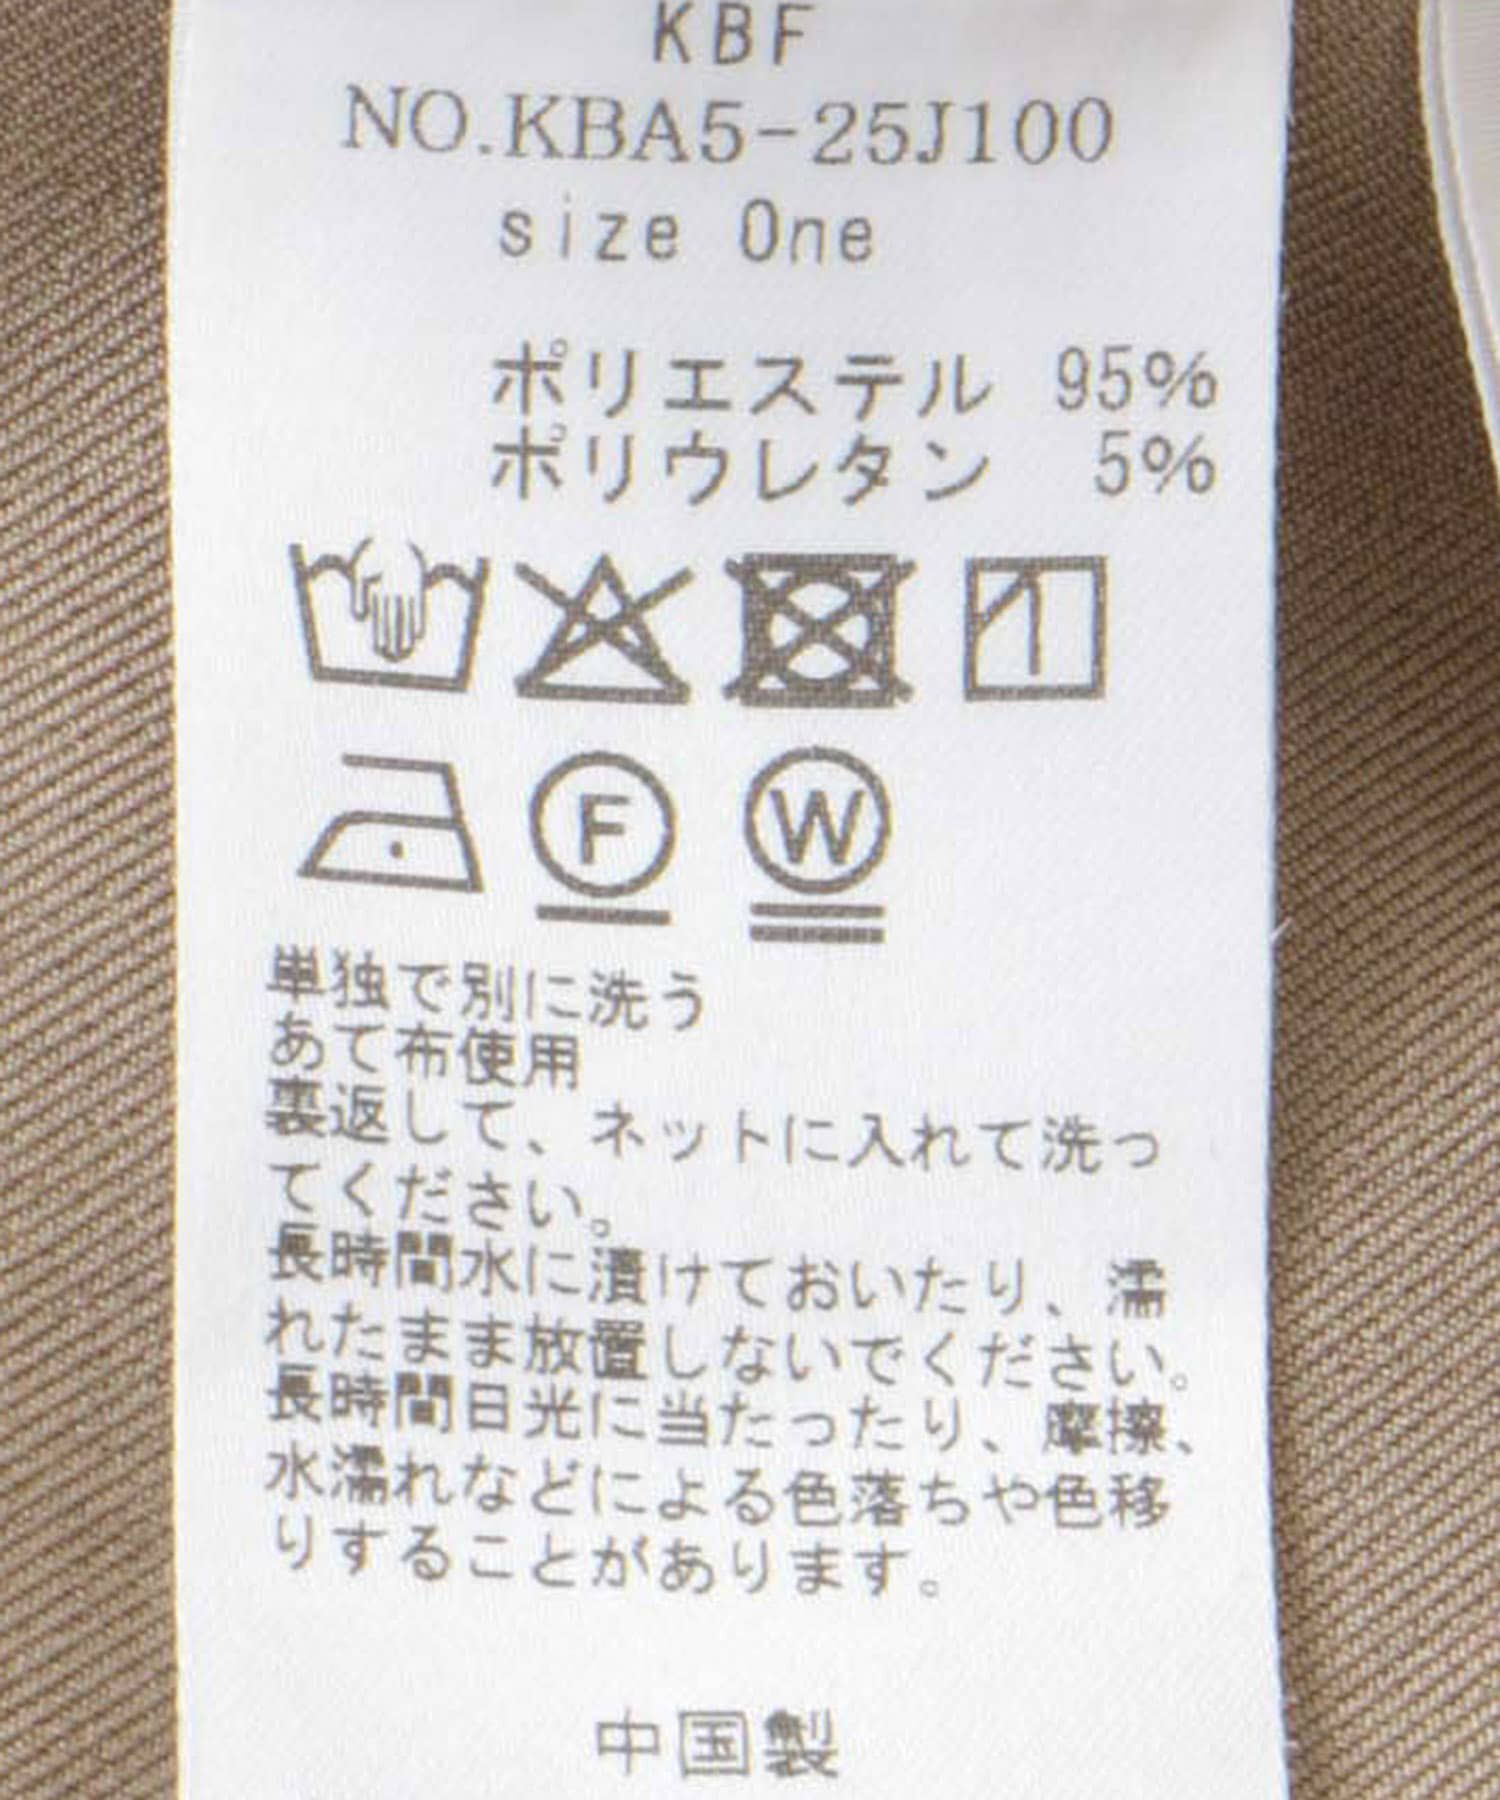 KBF
NO.KBA5-25J100
size One
ポリエステル 95%
ポリウレタン 5%
F
W
単独で別に洗う
あて布使用
裏返して、ネットに入れて洗っ
てください。
長時間水に漬けておいたり、濡
れたまま放置しないでください。
長時間日光に当たったり、摩擦、
水濡れなどによる色落ちや色移
りすることがあります。
中国製